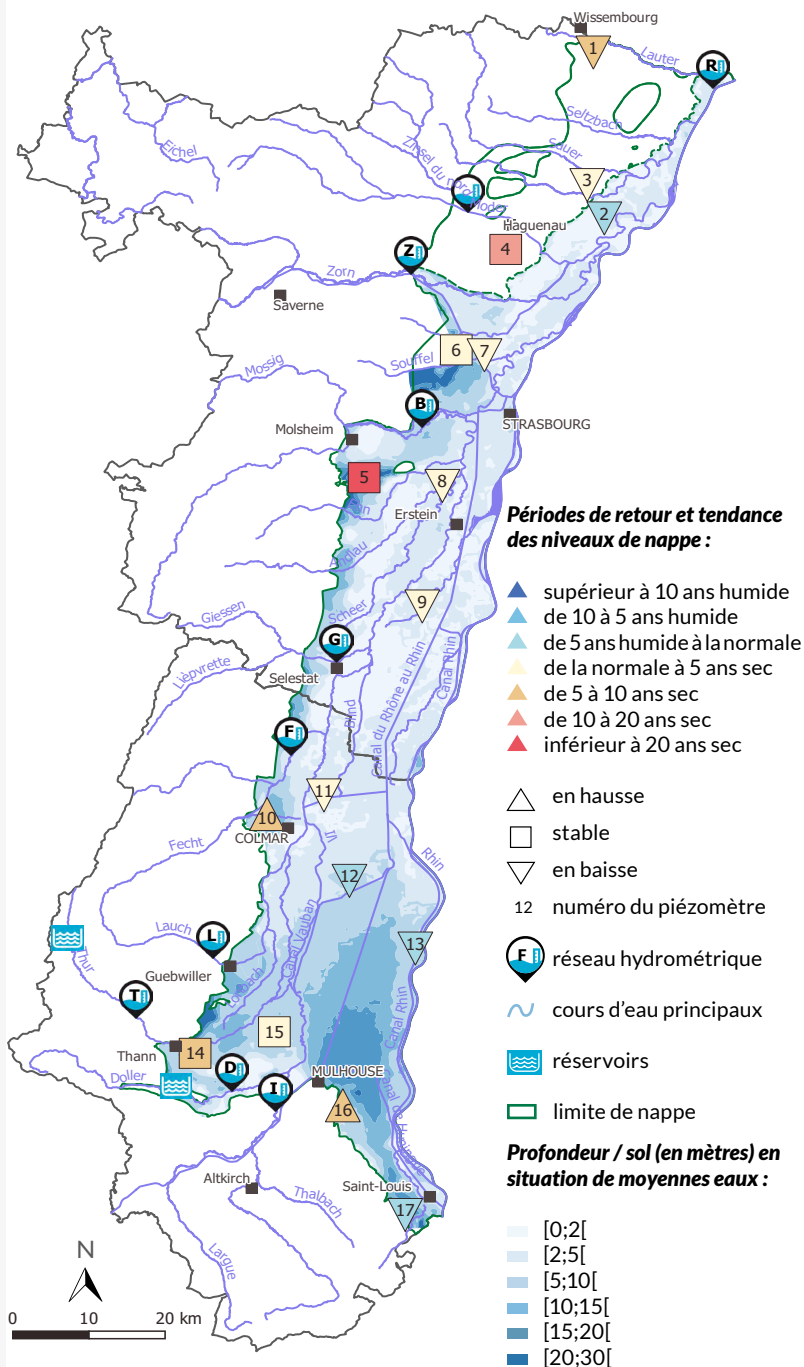 Wissembourg
1
Lauter
R
Seltzbach
Sauer
Eichel
Zinsel du nord
Moder
3
2
Haguenau
4
Z
Zorn
Saverne
Mossig
Souffel
6
7
B
Molsheim
STRASBOURG
5
8
Erstein
Andlau
Giessen
Scheer
9
G
Lièpvrette
Selestat
Blind
Canal du Rhône au Rhin
Canal Rhin
F
11
10
COLMAR
Fecht
Ill
Rhin
12
Canal Vauban
Lauch
L
13
Thur
Guebwiller
T
Canal Rhin
15
Thann
14
Doller
D
MULHOUSE
I
16
Altkirch
Saint-Louis
Thalbach
17
Largue
N
0 10 20 km
Périodes de retour et tendance
des niveaux de nappe :
supérieur à 10 ans humide
de 10 à 5 ans humide
de 5 ans humide à la normale
de la normale à 5 ans sec
de 5 à 10 ans sec
de 10 à 20 ans sec
inférieur à 20 ans sec
en hausse
stable
en baisse
12 numéro du piézomètre
F réseau hydrométrique
cours d'eau principaux
réservoirs
limite de nappe
Profondeur / sol (en mètres) en
situation de moyennes eaux :
[0;2[
[2;5[
[5;10[
[10;15[
[15;20[
[20;30[